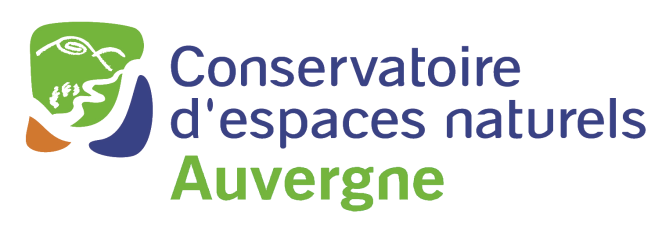 Conservatoire
d'espaces naturels
Auvergne